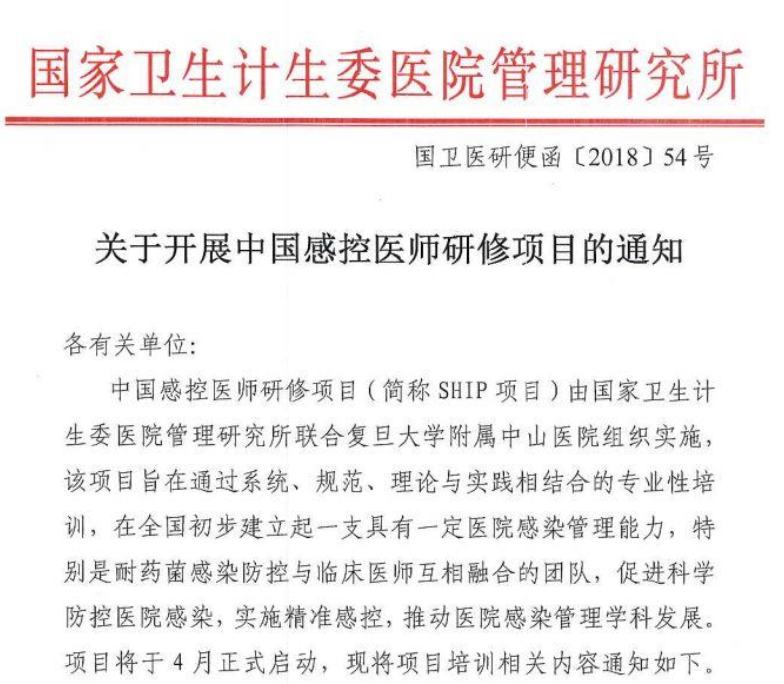 国家卫生计生委医院管理研究所
国卫医研便函〔2018〕54号
关于开展中国感控医师研修项目的通知
各有关单位：
中国感控医师研修项目（简称 SHIP 项目）由国家卫生计
生委医院管理研究所联合复旦大学附属中山医院组织实施，
该项目旨在通过系统、规范、理论与实践相结合的专业性培
训，在全国初步建立起一支具有一定医院感染管理能力，特
别是耐药菌感染防控与临床医师互相融合的团队，促进科学
防控医院感染，实施精准感控，推动医院感染管理学科发展。
项目将于 4 月正式启动，现将项目培训相关内容通知如下。